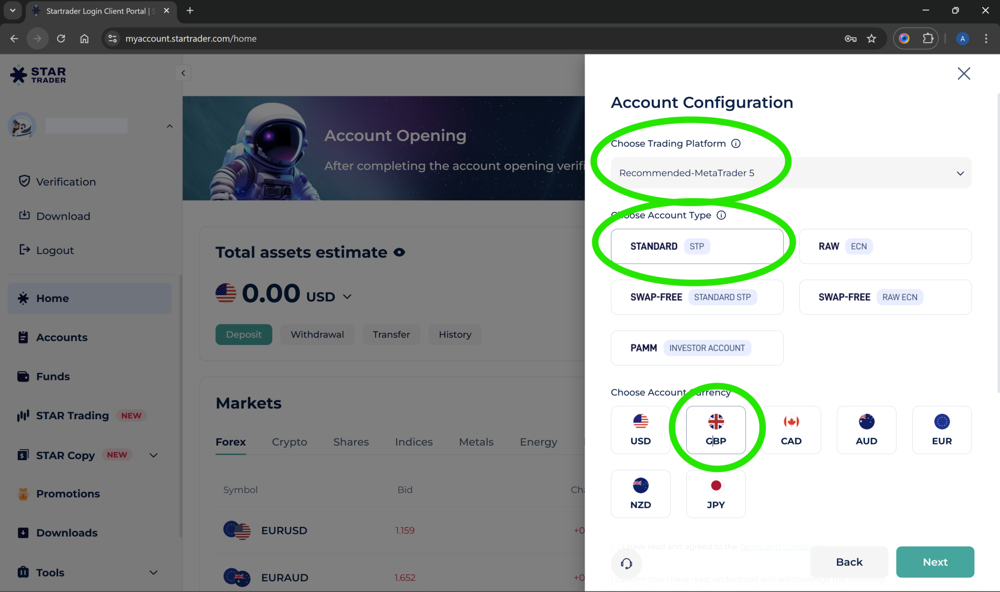 Startrader Login Client Portal | S
myaccount.startrader.com/home
A
STAR
TRADER
Verification
Download
Logout
Home
Accounts
Funds
STAR Trading NEW
STAR Copy NEW
Promotions
Downloads
Tools
Account Opening
After completing the account opening verifi
Total assets estimate
0.00 USD
Deposit Withdrawal Transfer History
Markets
Forex Crypto Shares Indices Metals Energy
Symbol Bid Cha
EURUSD 1.159 +0
EURAUD 1.652 +0
Account Configuration
Choose Trading Platform
Recommended-MetaTrader 5
Choose Account Type
STANDARD STP
RAW ECN
SWAP-FREE STANDARD STP
SWAP-FREE RAW ECN
PAMM INVESTOR ACCOUNT
Choose Account Currency
USD GBP CAD AUD EUR
NZD JPY
I have read and agreed to the Terms and Conditions
Back Next
I confirm that I have read, understood and acknowledge the following: